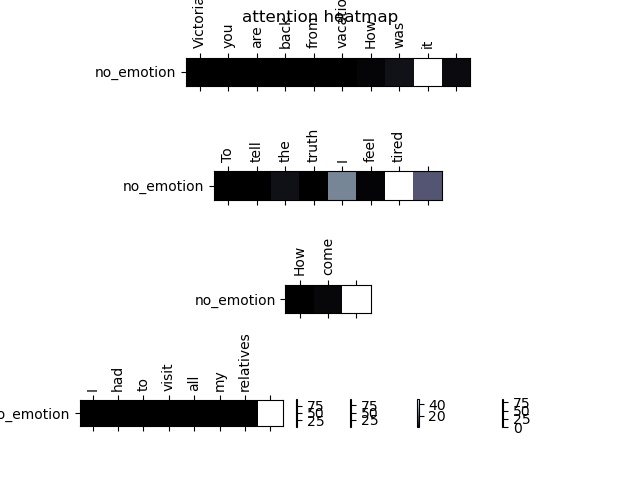 attention heatmap
Victoria you are back from vacation How was it
no_emotion
To tell the truth I feel tired
no_emotion
How come
no_emotion
I had to visit all my relatives
o_emotion
75 50 25
75 50 25
40 20
75 50 25 0